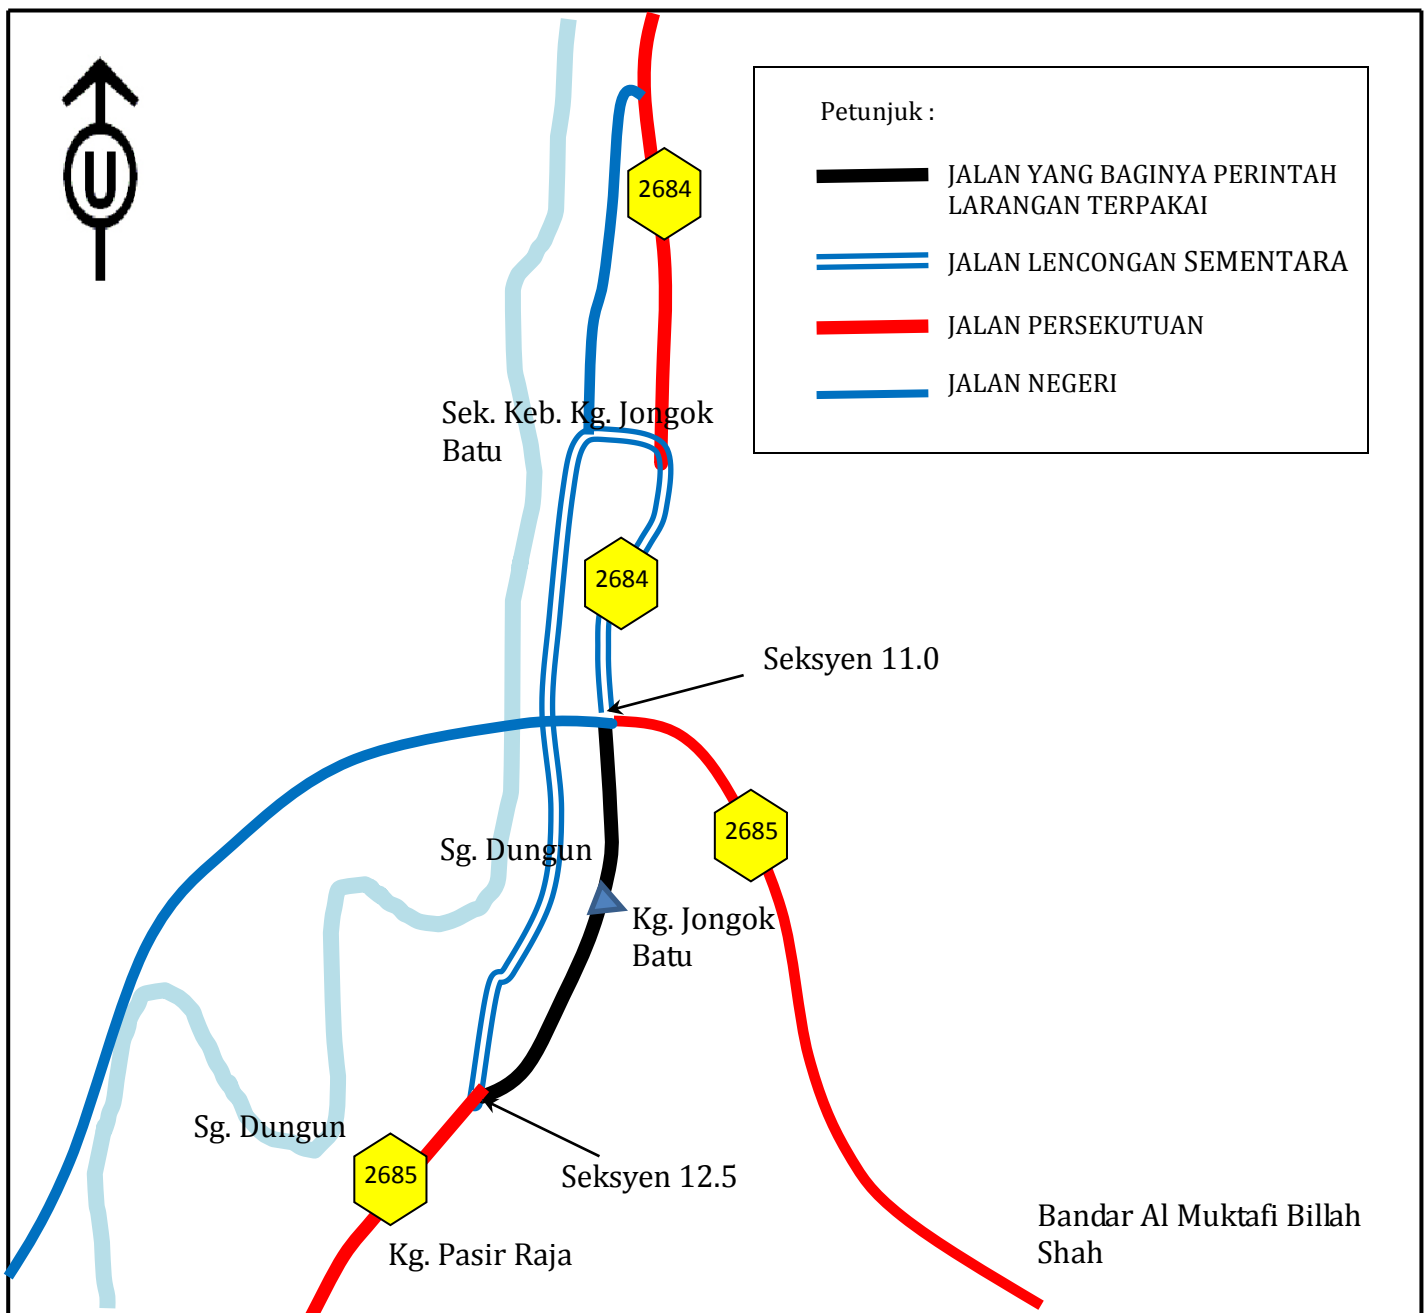 U
Petunjuk :
JALAN YANG BAGINYA PERINTAH
LARANGAN TERPAKAI
JALAN LENCONGAN SEMENTARA
JALAN PERSEKUTUAN
JALAN NEGERI
2684
Sek. Keb. Kg. Jongok
Batu
2684
Seksyen 11.0
2685
Sg. Dungun
Kg. Jongok
Batu
Sg. Dungun
2685
Seksyen 12.5
Kg. Pasir Raja
Bandar Al Muktafi Billah
Shah